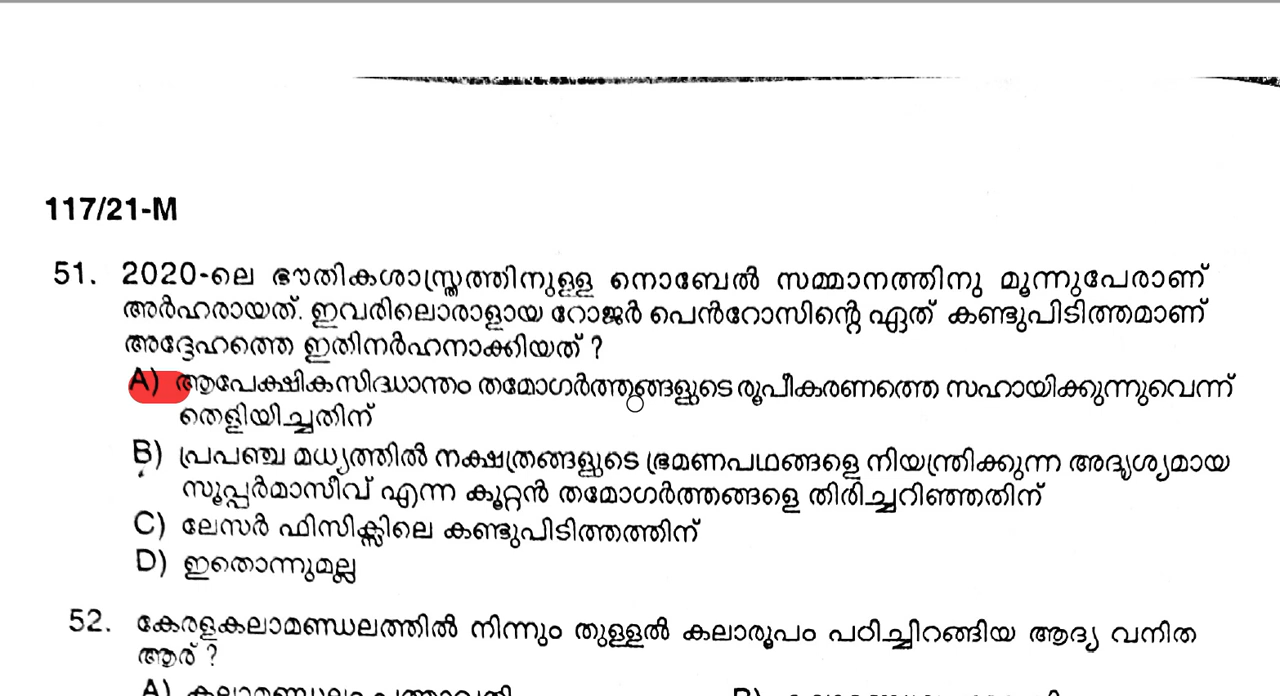 117/21-M
51. 2020-ലെ ഭൗതികശാസ്ത്രത്തിനുള്ള നൊബേൽ സമ്മാനത്തിനു മൂന്നുപേരാണ്
അർഹരായത്. ഇവരിലൊരാളായ റോജർ പെൻറോസിന്റെ ഏത് കണ്ടുപിടിത്തമാണ്
അദ്ദേഹത്തെ ഇതിനർഹനാക്കിയത് ?
A) ആപേക്ഷികസിദ്ധാന്തം തമോഗർത്തുങ്ങളുടെ രൂപീകരണത്തെ സഹായിക്കുന്നുവെന്ന്
തെളിയിച്ചതിന്
B) പ്രപഞ്ച മധ്യത്തിൽ നക്ഷത്രങ്ങളുടെ ഭ്രമണപഥങ്ങളെ നിയന്ത്രിക്കുന്ന അദൃശ്യമായ
സൂപ്പർമാസീവ് എന്ന കൂറ്റൻ തമോഗർത്തങ്ങളെ തിരിച്ചറിഞ്ഞതിന്
C) ലേസർ ഫിസിക്സിലെ കണ്ടുപിടിത്തത്തിന്
D) ഇതൊന്നുമല്ല
52. കേരളകലാമണ്ഡലത്തിൽ നിന്നും തുള്ളൽ കലാരൂപം പഠിച്ചിറങ്ങിയ ആദ്യ വനിത
ആര് ?
A) കലാമണ്ഡലം B)